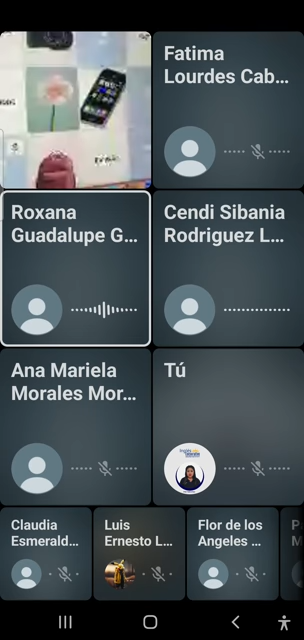 Fatima
Lourdes Cab...
Roxana
Guadalupe G...
Cendi Sibania
Rodriguez L...
Ana Mariela
Morales Mor...
Tú
Claudia
Esmerald...
Luis
Ernesto L...
Flor de los
Angeles ...